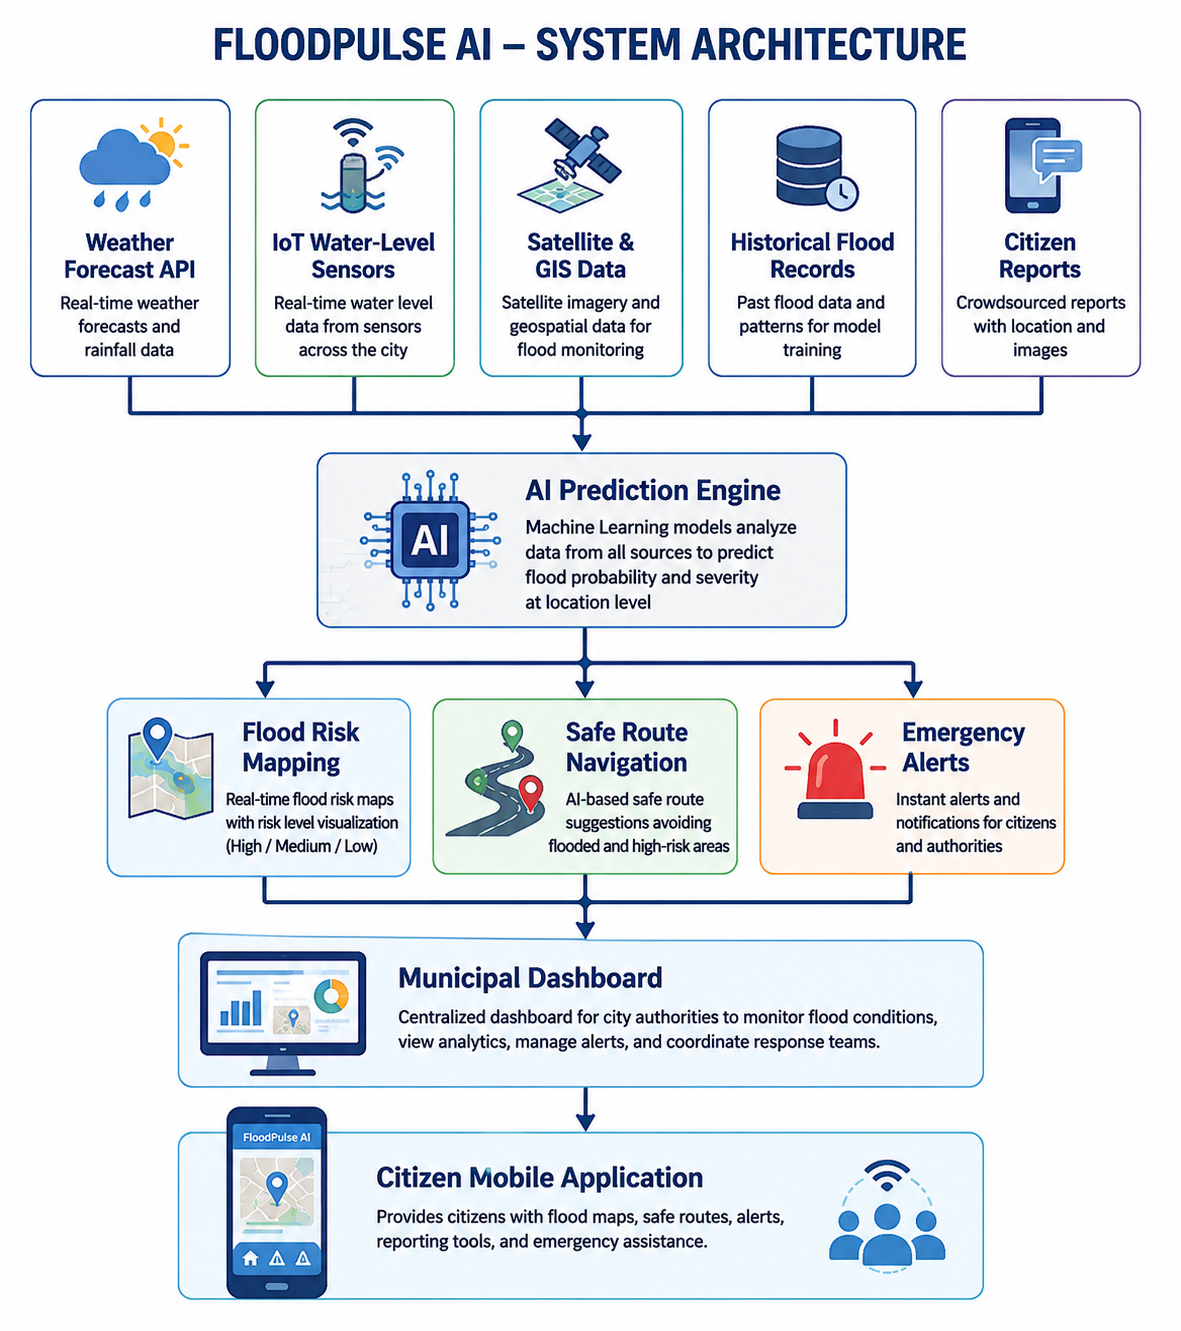 FLOODPULSE AI – SYSTEM ARCHITECTURE
Weather
Forecast API
Real-time weather
forecasts and
rainfall data
IoT Water-Level
Sensors
Real-time water level
data from sensors
across the city
Satellite &
GIS Data
Satellite imagery and
geospatial data for
flood monitoring
Historical Flood
Records
Past flood data and
patterns for model
training
Citizen
Reports
Crowdsourced reports
with location and
images
AI
AI Prediction Engine
Machine Learning models analyze
data from all sources to predict
flood probability and severity
at location level
Flood Risk
Mapping
Real-time flood risk maps
with risk level visualization
(High / Medium / Low)
Safe Route
Navigation
AI-based safe route
suggestions avoiding
flooded and high-risk areas
Emergency
Alerts
Instant alerts and
notifications for citizens
and authorities
Municipal Dashboard
Centralized dashboard for city authorities to monitor flood conditions,
view analytics, manage alerts, and coordinate response teams.
FloodPulse AI
Citizen Mobile Application
Provides citizens with flood maps, safe routes, alerts,
reporting tools, and emergency assistance.